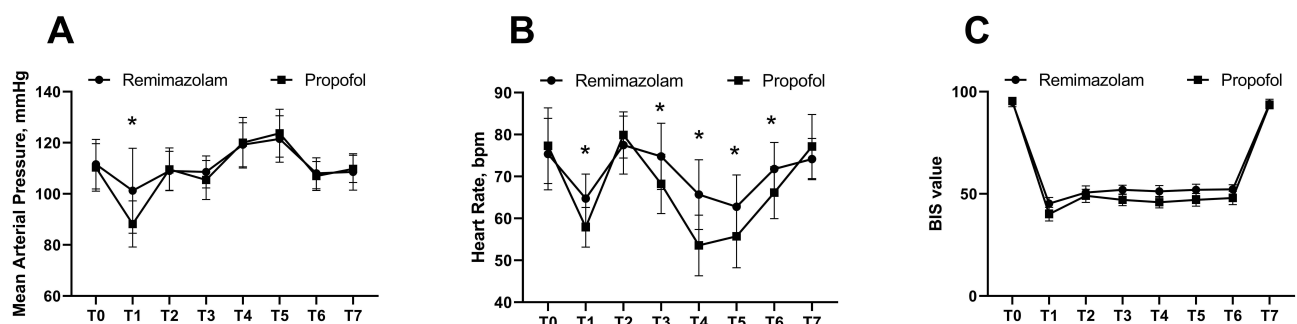 A
B
C
Remimazolam Propofol
Remimazolam Propofol
Remimazolam Propofol
Mean Arterial Pressure, mmHg
140
120
100
80
60
*
T0 T1 T2 T3 T4 T5 T6 T7
Heart Rate, bpm
90
80
70
60
50
40
* * * * *
T0 T1 T2 T3 T4 T5 T6 T7
BIS value
100
50
0
T0 T1 T2 T3 T4 T5 T6 T7